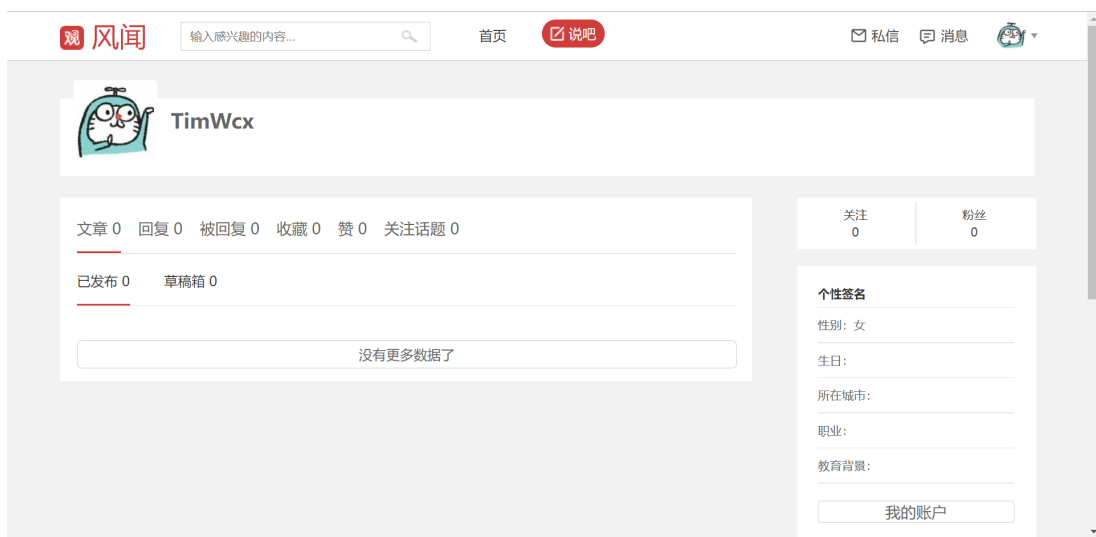 观 风闻 输入感兴趣的内容... 首页 说吧 私信 消息
TimWcx
文章 0 回复 0 被回复 0 收藏 0 赞 0 关注话题 0
已发布 0 草稿箱 0
没有更多数据了
关注 粉丝
0 0
个性签名
性别：女
生日：
所在城市：
职业：
教育背景：
我的账户